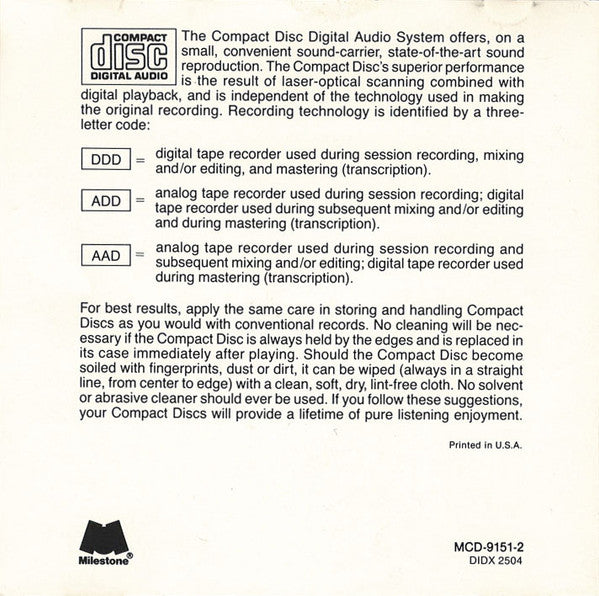 COMPACT
disc
DIGITAL AUDIO
The Compact Disc Digital Audio System offers, on a
small, convenient sound-carrier, state-of-the-art sound
reproduction. The Compact Disc's superior performance
is the result of laser-optical scanning combined with
digital playback, and is independent of the technology used in making
the original recording. Recording technology is identified by a three-
letter code:
DDD = digital tape recorder used during session recording, mixing
and/or editing, and mastering (transcription).
ADD = analog tape recorder used during session recording; digital
tape recorder used during subsequent mixing and/or editing
and during mastering (transcription).
AAD = analog tape recorder used during session recording and
subsequent mixing and/or editing; digital tape recorder used
during mastering (transcription).
For best results, apply the same care in storing and handling Compact
Discs as you would with conventional records. No cleaning will be nec-
essary if the Compact Disc is always held by the edges and is replaced in
its case immediately after playing. Should the Compact Disc become
soiled with fingerprints, dust or dirt, it can be wiped (always in a straight
line, from center to edge) with a clean, soft, dry, lint-free cloth. No solvent
or abrasive cleaner should ever be used. If you follow these suggestions,
your Compact Discs will provide a lifetime of pure listening enjoyment.
Printed in U.S.A.
Milestone®
MCD-9151-2
DIDX 2504